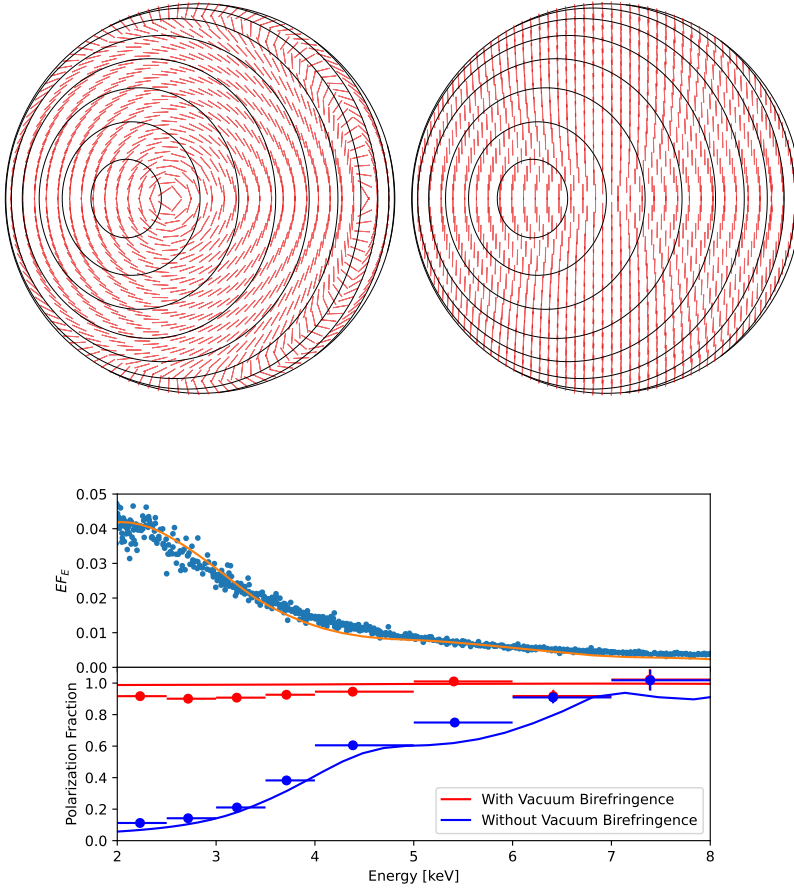 0.05
0.04
0.03
0.02
0.01
0.00
EF_E
1.0
0.8
0.6
0.4
0.2
0.0
Polarization Fraction
With Vacuum Birefringence
Without Vacuum Birefringence
2 3 4 5 6 7 8
Energy [keV]